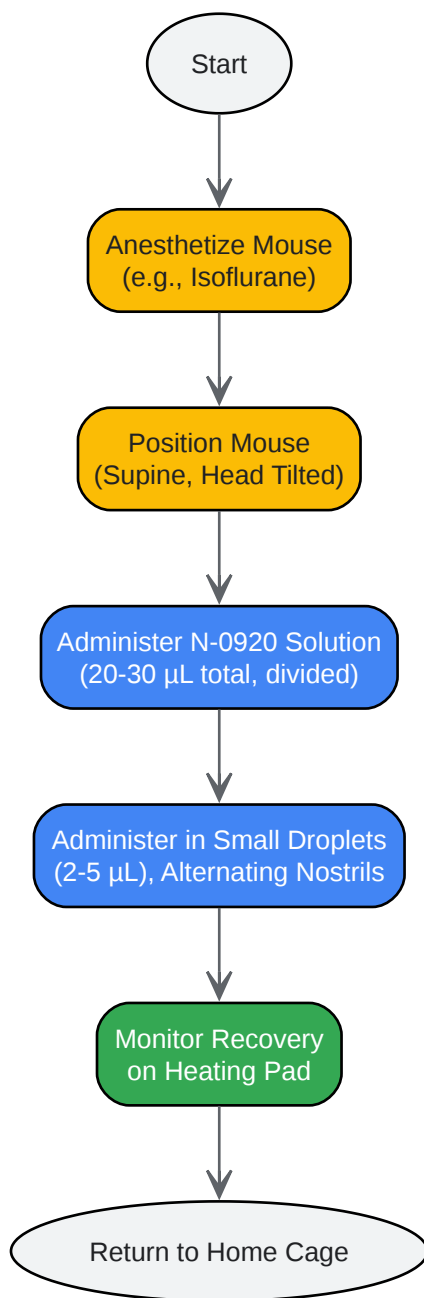 Start
Anesthetize Mouse
(e.g., Isoflurane)
Position Mouse
(Supine, Head Tilted)
Administer N-0920 Solution
(20-30 µL total, divided)
Administer in Small Droplets
(2-5 µL), Alternating Nostrils
Monitor Recovery
on Heating Pad
Return to Home Cage